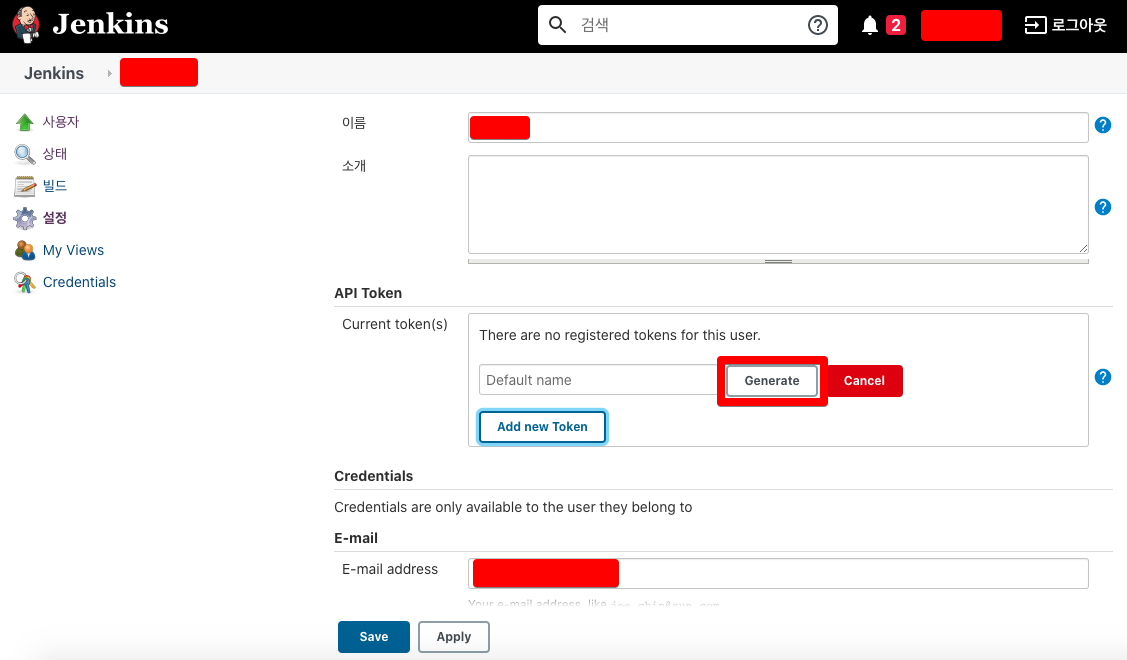 Jenkins
검색
2
로그아웃
Jenkins
사용자
상태
빌드
설정
My Views
Credentials
이름
소개
API Token
Current token(s)
There are no registered tokens for this user.
Default name
Generate
Cancel
Add new Token
Credentials
Credentials are only available to the user they belong to
E-mail
E-mail address
Your e-mail address, like
Save
Apply